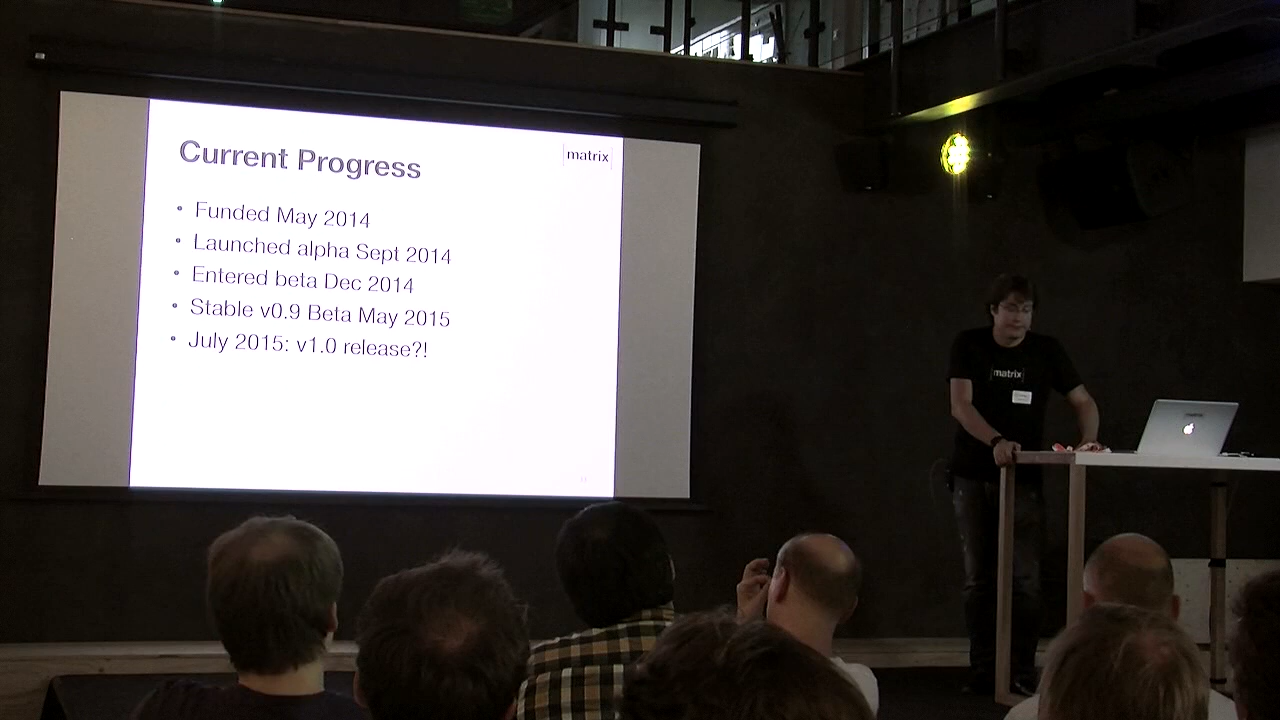 Current Progress
[matrix]
• Funded May 2014
• Launched alpha Sept 2014
• Entered beta Dec 2014
• Stable v0.9 Beta May 2015
• July 2015: v1.0 release?!
[matrix]